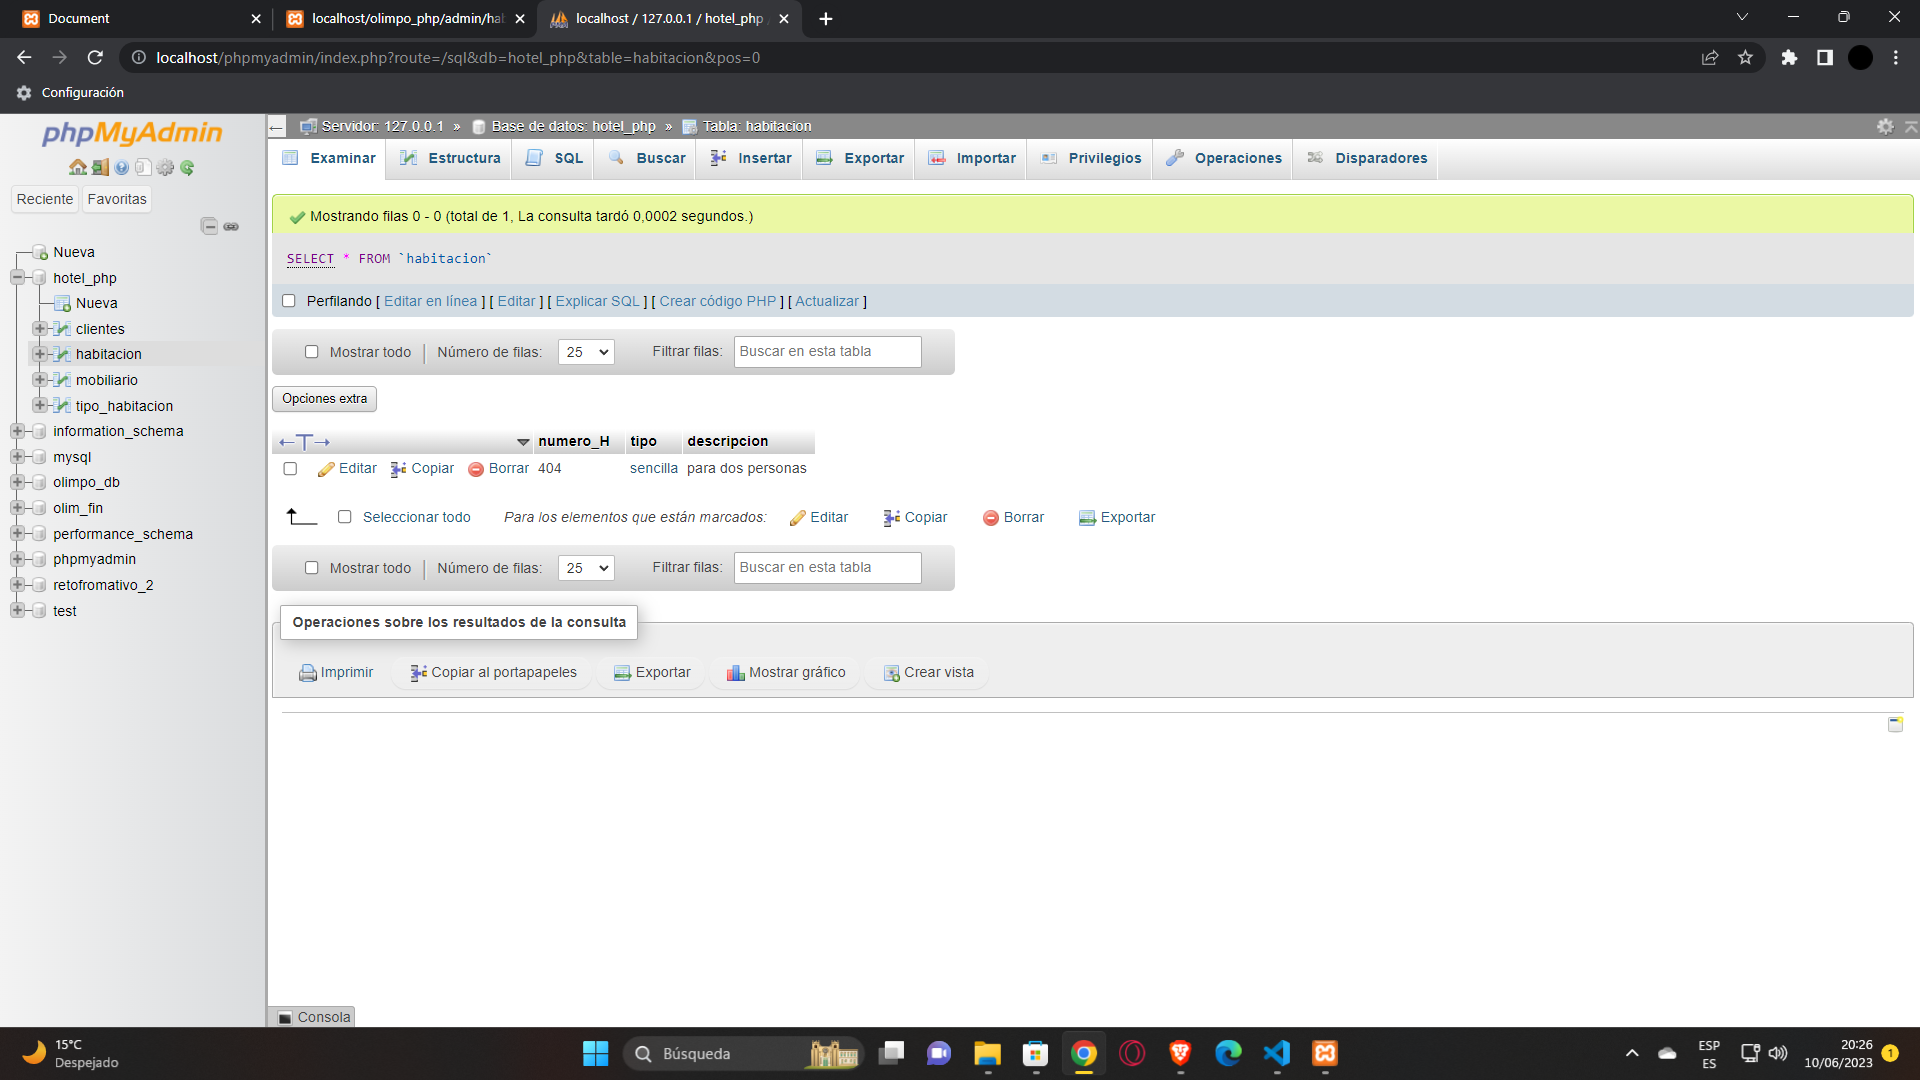 Document
localhost/olimpo_php/admin/hab
localhost / 127.0.0.1 / hotel_php
localhost/phpmyadmin/index.php?route=/sql&db=hotel_php&table=habitacion&pos=0
Configuración
phpMyAdmin
Reciente Favoritas
Nueva
hotel_php
Nueva
clientes
habitacion
mobiliario
tipo_habitacion
information_schema
mysql
olimpo_db
olim_fin
performance_schema
phpmyadmin
retofromativo_2
test
Servidor: 127.0.0.1 » Base de datos: hotel_php » Tabla: habitacion
Examinar Estructura SQL Buscar Insertar Exportar Importar Privilegios Operaciones Disparadores
Mostrando filas 0 - 0 (total de 1, La consulta tardó 0,0002 segundos.)
SELECT * FROM `habitacion`
Perfilando [ Editar en línea ] [ Editar ] [ Explicar SQL ] [ Crear código PHP ] [ Actualizar ]
Mostrar todo Número de filas: 25 Filtrar filas: Buscar en esta tabla
Opciones extra
←T→ numero_H tipo descripcion
Editar Copiar Borrar 404 sencilla para dos personas
Seleccionar todo Para los elementos que están marcados: Editar Copiar Borrar Exportar
Mostrar todo Número de filas: 25 Filtrar filas: Buscar en esta tabla
Operaciones sobre los resultados de la consulta
Imprimir Copiar al portapapeles Exportar Mostrar gráfico Crear vista
Consola
15°C
Despejado
Búsqueda
ESP
ES
20:26
10/06/2023
1